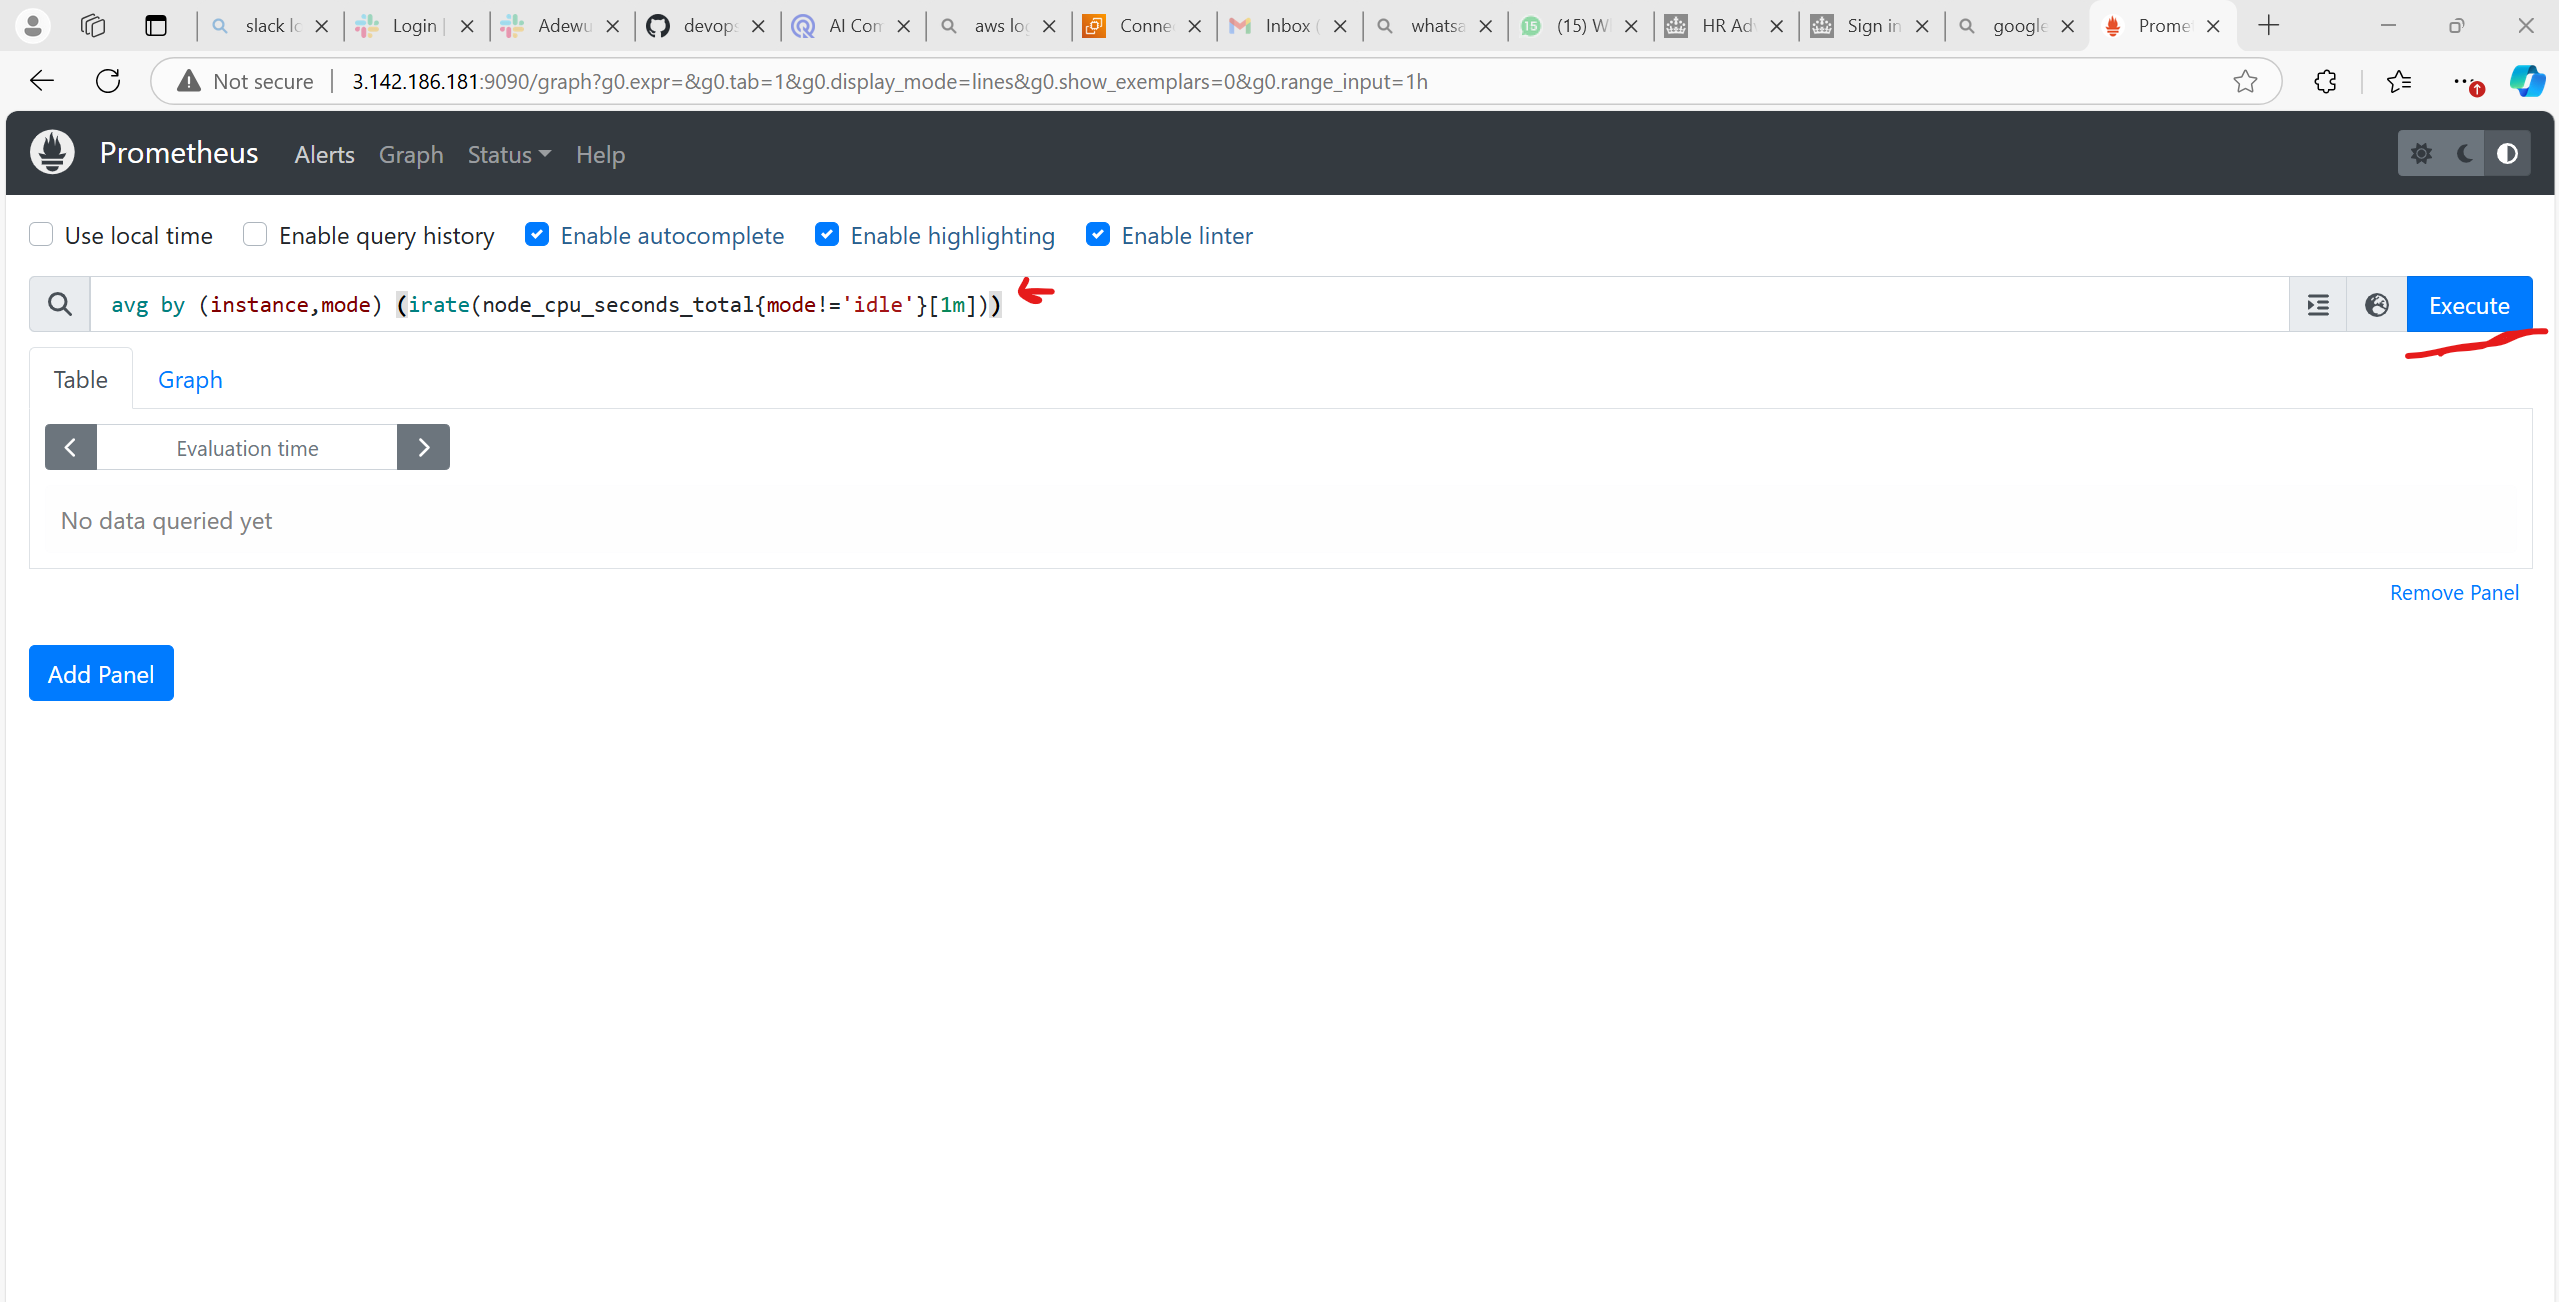 slack lo
Login |
Adewu
devops
AI Com
aws log
Connec
Inbox (
whatsa
15
(15) W
HR Adv
Sign in
google
Promet
Not secure
3.142.186.181:9090/graph?g0.expr=&g0.tab=1&g0.display_mode=lines&g0.show_exemplars=0&g0.range_input=1h
Prometheus Alerts Graph Status Help
Use local time Enable query history Enable autocomplete Enable highlighting Enable linter
avg by (instance,mode) (irate(node_cpu_seconds_total{mode!='idle'}[1m]))
Execute
Table Graph
Evaluation time
No data queried yet
Remove Panel
Add Panel